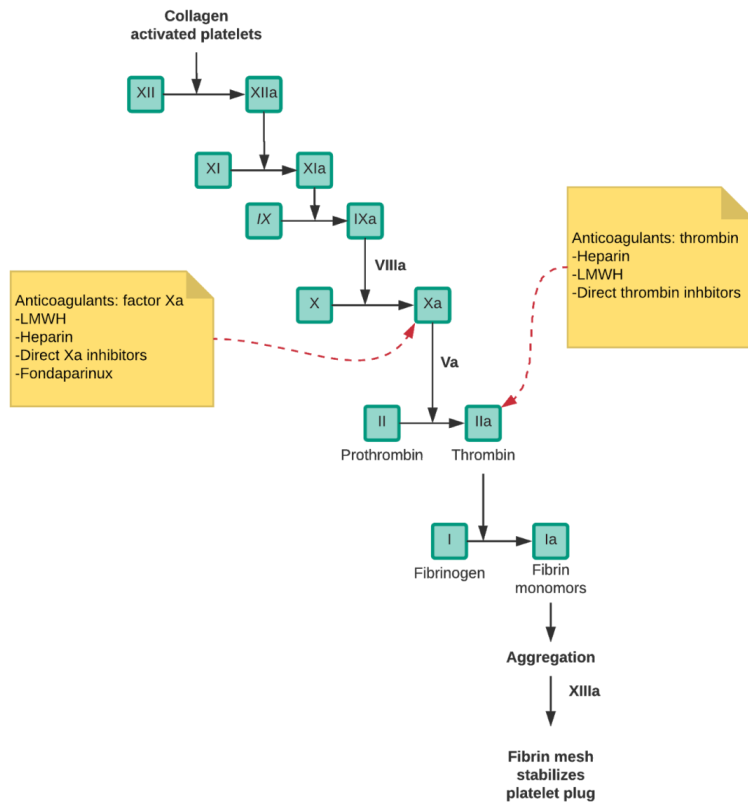 Collagen
activated platelets
XII
XIIa
XI
XIa
IX
IXa
VIIIa
X
Xa
Anticoagulants: thrombin
-Heparin
-LMWH
-Direct thrombin inhbitors
Anticoagulants: factor Xa
-LMWH
-Heparin
-Direct Xa inhibitors
-Fondaparinux
Va
II
IIa
Prothrombin
Thrombin
I
Ia
Fibrinogen
Fibrin
monomors
Aggregation
XIIIa
Fibrin mesh
stabilizes
platelet plug